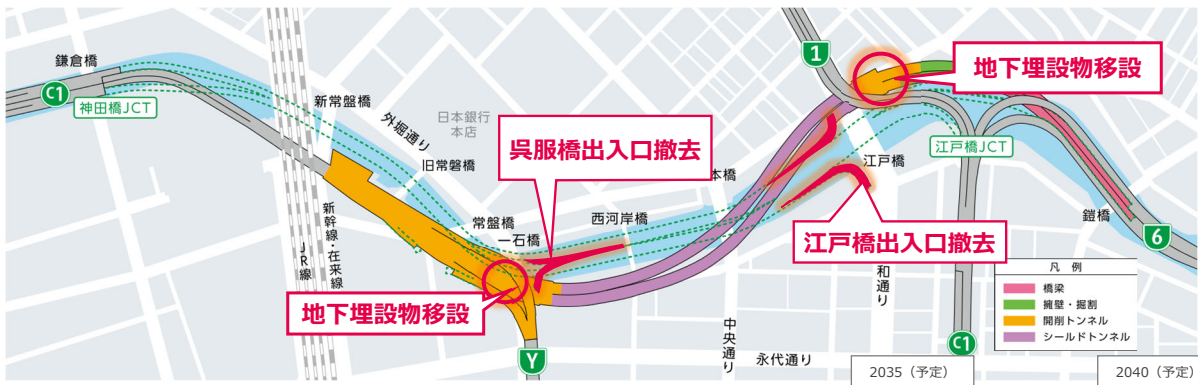 鎌倉橋
C1
神田橋JCT
新常盤橋
外堀通り
日本銀行
本店
旧常磐橋
呉服橋出入口撤去
常盤橋
一石橋
西河岸橋
本橋
新幹線・在来線
JR線
地下埋設物移設
Y
中央通り
永代通り
1
地下埋設物移設
江戸橋
江戸橋JCT
江戸橋出入口撤去
和通り
鎧橋
6
C1
凡 例
橋梁
擁壁・掘割
開削トンネル
シールドトンネル
2035（予定）
2040（予定）